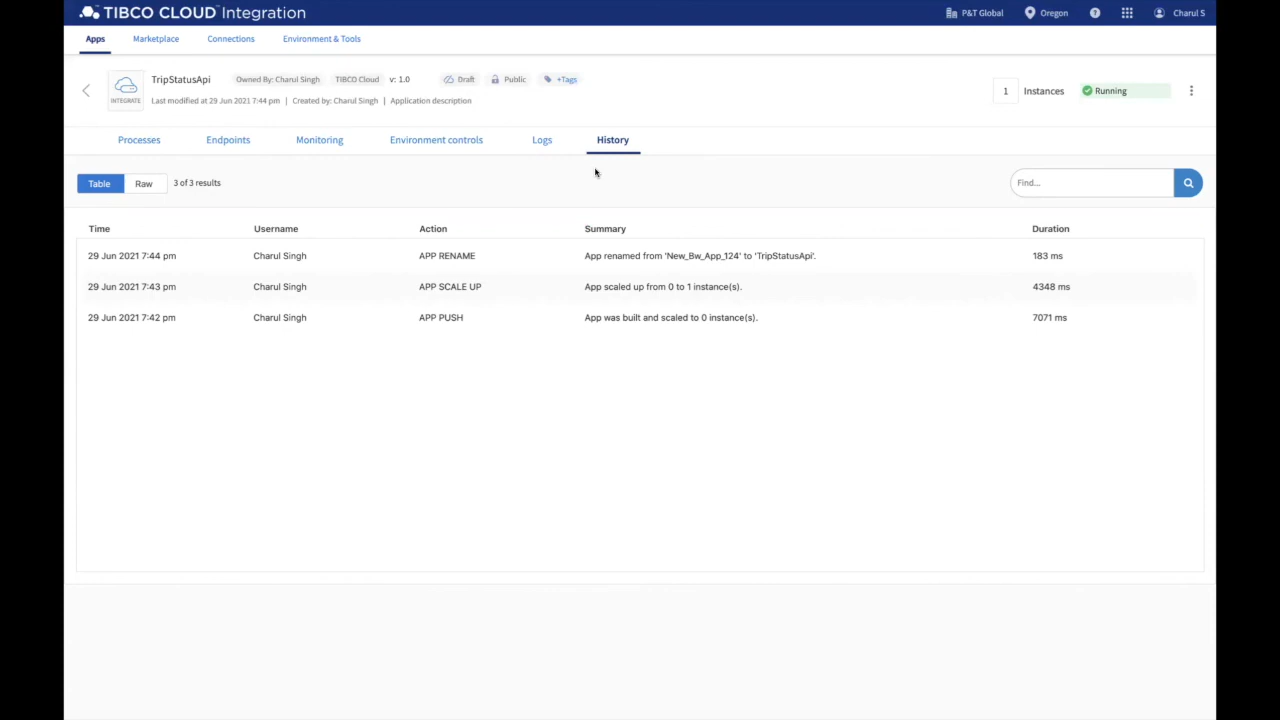 TIBCO CLOUD™ Integration
P&T Global
Oregon
?
Charul S
Apps
Marketplace
Connections
Environment & Tools
INTEGRATE
TripStatusApi
Owned By: Charul Singh
TIBCO Cloud
v: 1.0
Draft
Public
+Tags
Last modified at 29 Jun 2021 7:44 pm | Created by: Charul Singh | Application description
1
Instances
Running
Processes
Endpoints
Monitoring
Environment controls
Logs
History
Table
Raw
3 of 3 results
Find...
Time Username Action Summary Duration
29 Jun 2021 7:44 pm Charul Singh APP RENAME App renamed from 'New_Bw_App_124' to 'TripStatusApi'. 183 ms
29 Jun 2021 7:43 pm Charul Singh APP SCALE UP App scaled up from 0 to 1 instance(s). 4348 ms
29 Jun 2021 7:42 pm Charul Singh APP PUSH App was built and scaled to 0 instance(s). 7071 ms